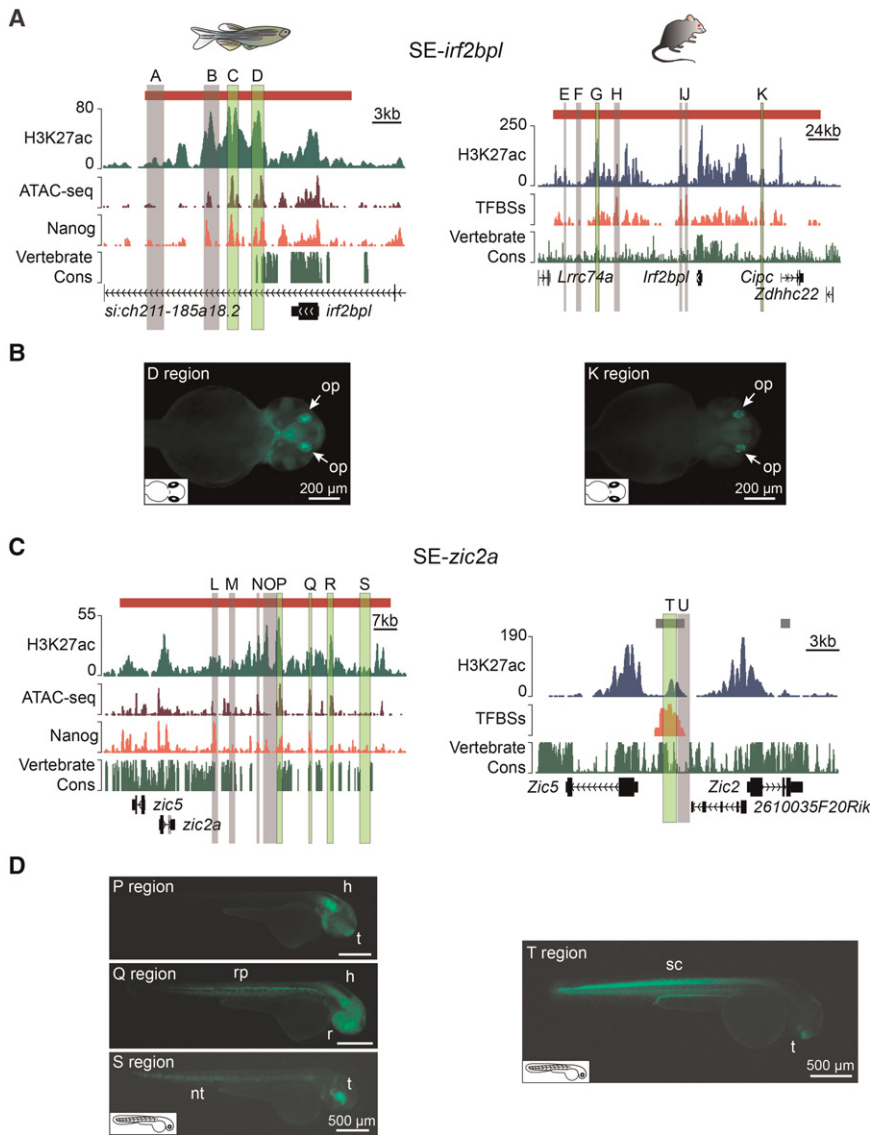 A
SE-irf2bpl
A B C D
3kb
80
H3K27ac
0
ATAC-seq
Nanog
Vertebrate
Cons
si:ch211-185a18.2
irf2bpl
E F G H IJ K
24kb
250
H3K27ac
0
TFBSs
Vertebrate
Cons
Lrrc74a Irf2bpl Cipc
Zdhhc22
B
D region
op
op
200 µm
K region
op
op
200 µm
C
SE-zic2a
L M N O P Q R S
7kb
55
H3K27ac
0
ATAC-seq
Nanog
Vertebrate
Cons
zic5
zic2a
T U
3kb
190
H3K27ac
0
TFBSs
Vertebrate
Cons
Zic5 Zic2
2610035F20Rik
D
P region
h
t
Q region
rp
h
r
S region
nt
t
500 µm
T region
sc
t
500 µm